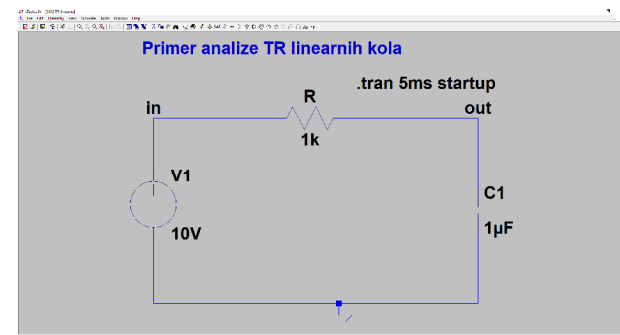 Primer analize TR linearnih kola
.tran 5ms startup
R
in
out
1k
V1
C1
10V
1µF